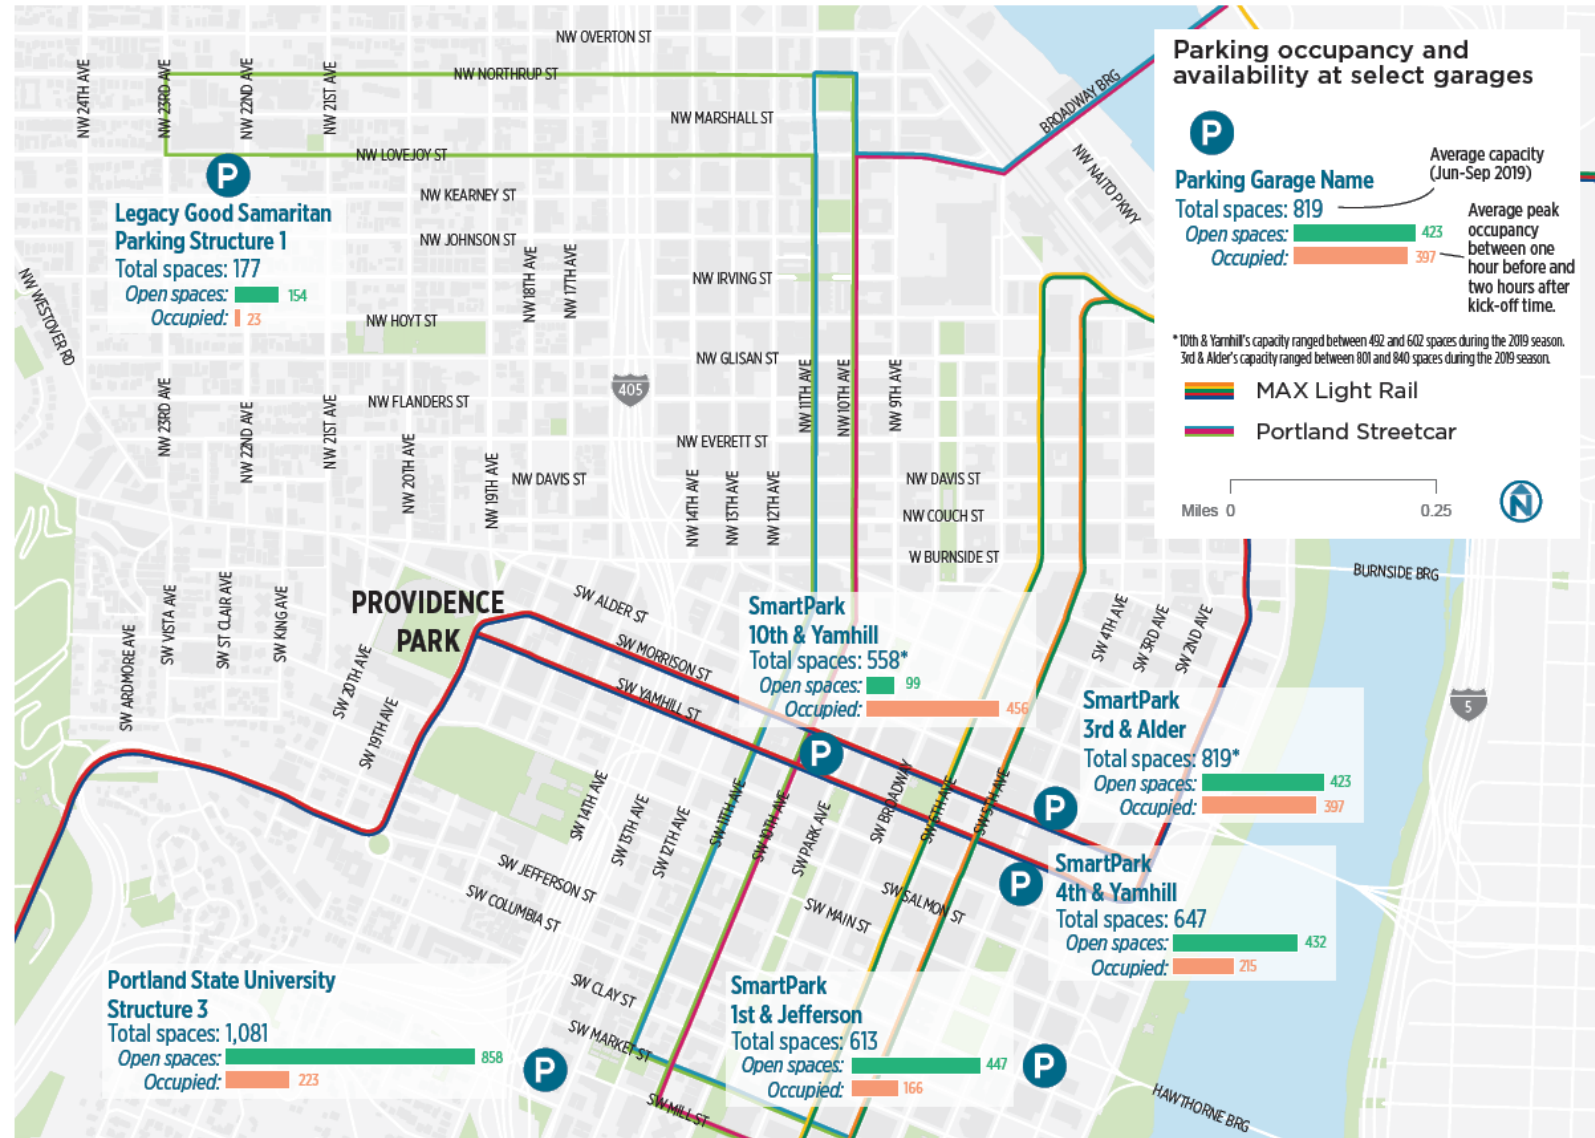 NW OVERTON ST
NW NORTHRUP ST
NW 24TH AVE
NW 23RD AVE
NW 22ND AVE
NW 21ST AVE
NW MARSHALL ST
NW LOVEJOY ST
NW KEARNEY ST
NW JOHNSON ST
NW 18TH AVE
NW 17TH AVE
NW IRVING ST
NW HOYT ST
NW GLISAN ST
NW FLANDERS ST
NW EVERETT ST
NW DAVIS ST
NW WESTOVER RD
NW 23RD AVE
NW 22ND AVE
NW 21ST AVE
NW 20TH AVE
NW 19TH AVE
NW 14TH AVE
NW 13TH AVE
NW 12TH AVE
NW 11TH AVE
NW 10TH AVE
NW 9TH AVE
NW DAVIS ST
NW COUCH ST
W BURNSIDE ST
405
BROADWAY BRG
NW NAITO PKWY
P
Legacy Good Samaritan
Parking Structure 1
Total spaces: 177
Open spaces: 154
Occupied: 23
Parking occupancy and
availability at select garages
P
Parking Garage Name
Total spaces: 819
Open spaces: 423
Occupied: 397
Average capacity
(Jun-Sep 2019)
Average peak
occupancy
between one
hour before and
two hours after
kick-off time.
* 10th & Yamhill's capacity ranged between 492 and 602 spaces during the 2019 season.
3rd & Alder's capacity ranged between 801 and 840 spaces during the 2019 season.
MAX Light Rail
Portland Streetcar
Miles 0 0.25
N
BURNSIDE BRG
PROVIDENCE
PARK
SW ARDMORE AVE
SW VISTA AVE
SW ST CLAIR AVE
SW KING AVE
SW 20TH AVE
SW 19TH AVE
SW ALDER ST
SW MORRISON ST
SW YAMHILL ST
SmartPark
10th & Yamhill
Total spaces: 558*
Open spaces: 99
Occupied: 456
P
SW 4TH AVE
SW 3RD AVE
SW 2ND AVE
SmartPark
3rd & Alder
Total spaces: 819*
Open spaces: 423
Occupied: 397
P
5
SW 14TH AVE
SW 13TH AVE
SW 12TH AVE
SW 11TH AVE
SW 10TH AVE
SW PARK AVE
SW BROADWAY
SW 6TH AVE
SW 5TH AVE
SmartPark
4th & Yamhill
Total spaces: 647
Open spaces: 432
Occupied: 215
P
SW JEFFERSON ST
SW COLUMBIA ST
SW MAIN ST
SW SALMON ST
SW CLAY ST
SW MARKET ST
SW MILL ST
Portland State University
Structure 3
Total spaces: 1,081
Open spaces: 858
Occupied: 223
P
SmartPark
1st & Jefferson
Total spaces: 613
Open spaces: 447
Occupied: 166
P
HAWTHORNE BRG